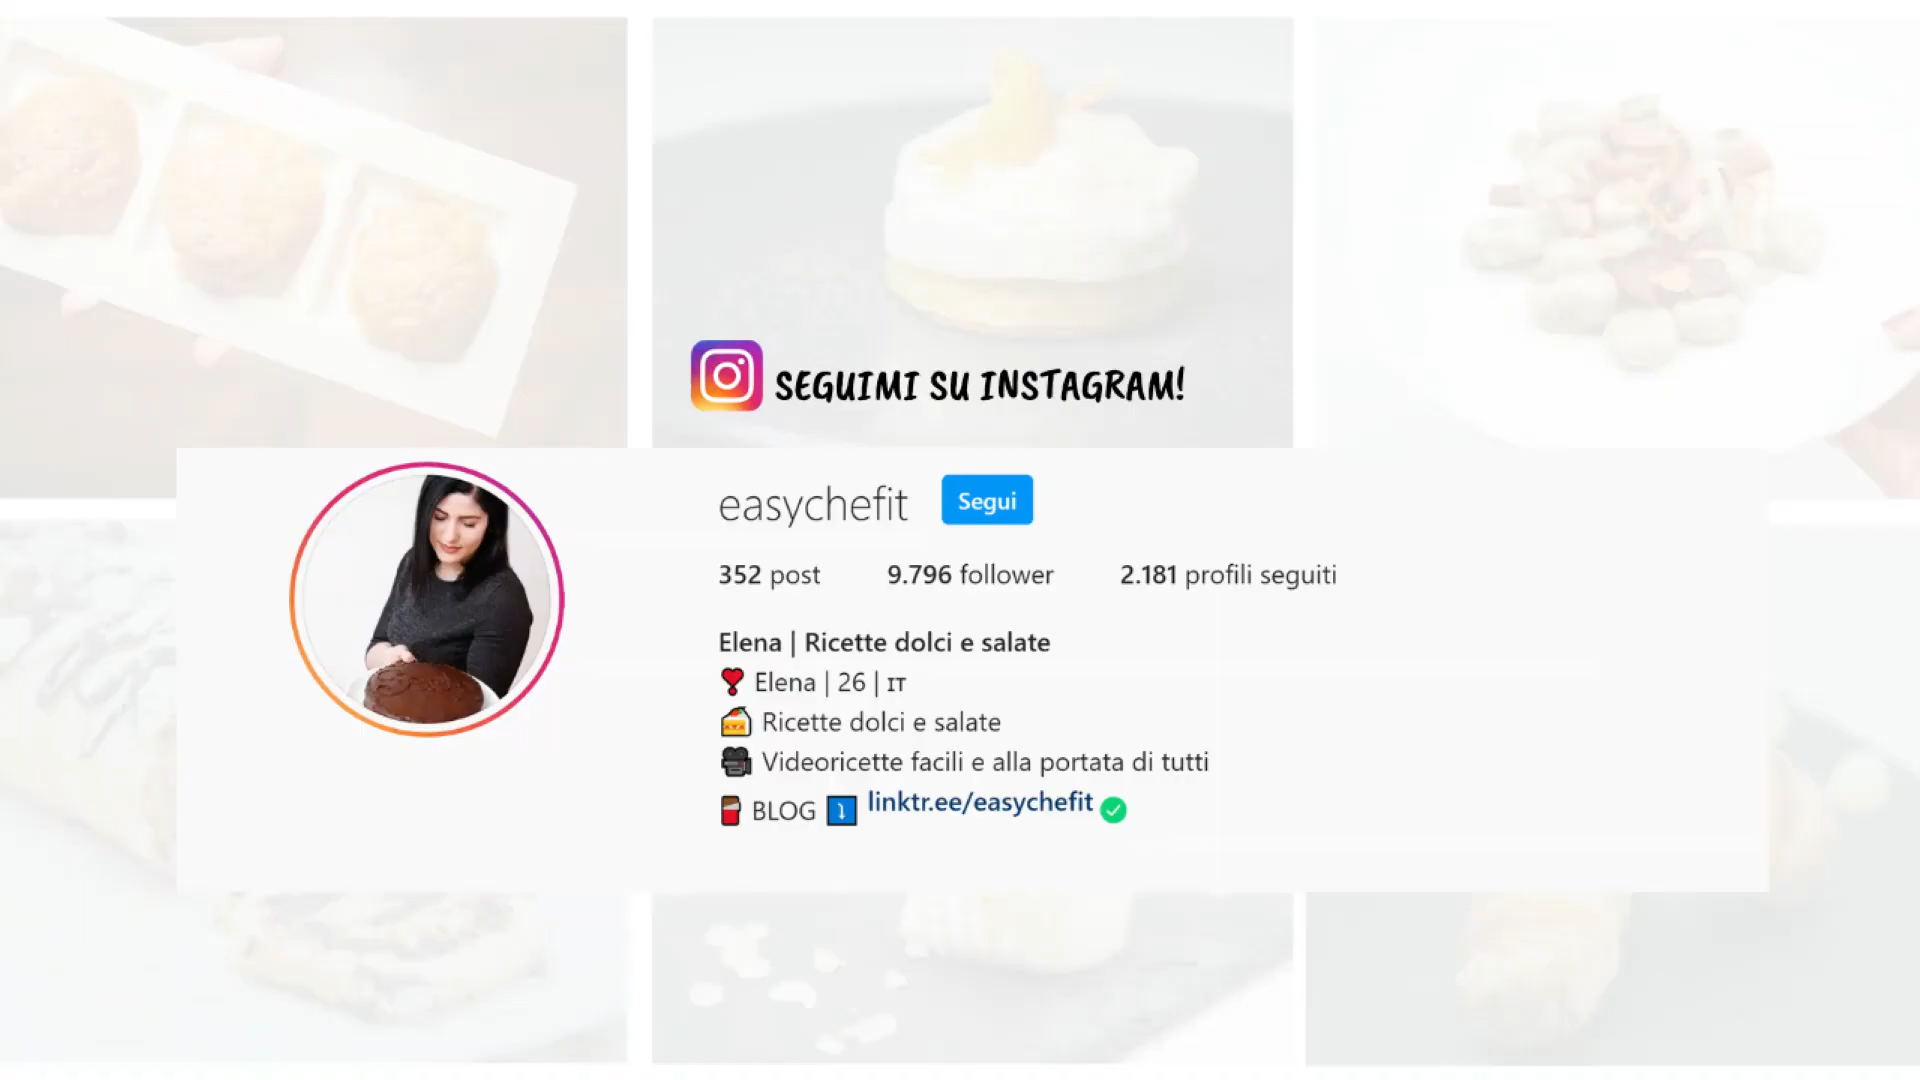 SEGUIMI SU INSTAGRAM!
easychefit Segui
352 post 9.796 follower 2.181 profili seguiti
Elena | Ricette dolci e salate
Elena | 26 | IT
Ricette dolci e salate
Videoricette facili e alla portata di tutti
BLOG linktr.ee/easychefit